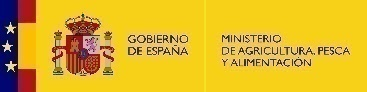 GOBIERNO
DE ESPAÑA
MINISTERIO
DE AGRICULTURA, PESCA
Y ALIMENTACIÓN